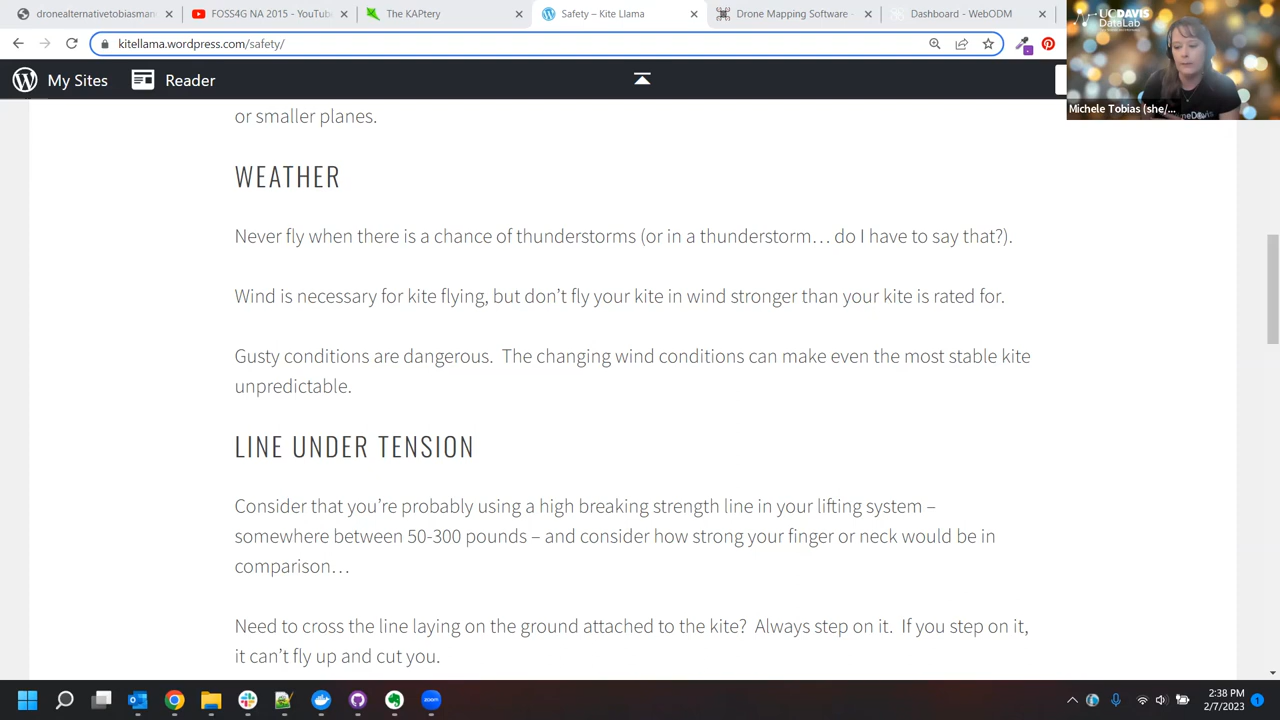 dronealternativetobiasman
FOSS4G NA 2015 - YouTube
The KAPtery
Safety – Kite Llama
Drone Mapping Software
Dashboard - WebODM
kitellama.wordpress.com/safety/
My Sites
Reader
UCDAVIS
DataLab
Michele Tobias (she/...
or smaller planes.
WEATHER
Never fly when there is a chance of thunderstorms (or in a thunderstorm… do I have to say that?).
Wind is necessary for kite flying, but don’t fly your kite in wind stronger than your kite is rated for.
Gusty conditions are dangerous.  The changing wind conditions can make even the most stable kite
unpredictable.
LINE UNDER TENSION
Consider that you’re probably using a high breaking strength line in your lifting system –
somewhere between 50-300 pounds – and consider how strong your finger or neck would be in
comparison…
Need to cross the line laying on the ground attached to the kite?  Always step on it.  If you step on it,
it can’t fly up and cut you.
zoom
2:38 PM
2/7/2023
1